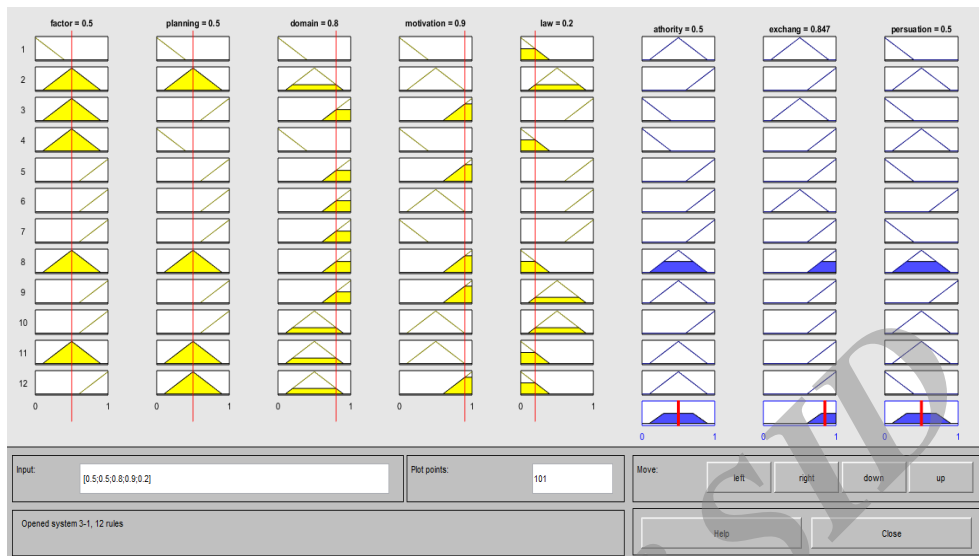 factor = 0.5 planning = 0.5 domain = 0.8 motivation = 0.9 law = 0.2 athority = 0.5 exchang = 0.847 persuation = 0.5
1
2
3
4
5
6
7
8
9
10
11
12
0 1 0 1 0 1 0 1 0 1
0 1 0 1 0 1
Input: [0.5;0.5;0.8;0.9;0.2] Plot points: 101 Move: left right down up
Opened system 3-1, 12 rules Help Close
SID